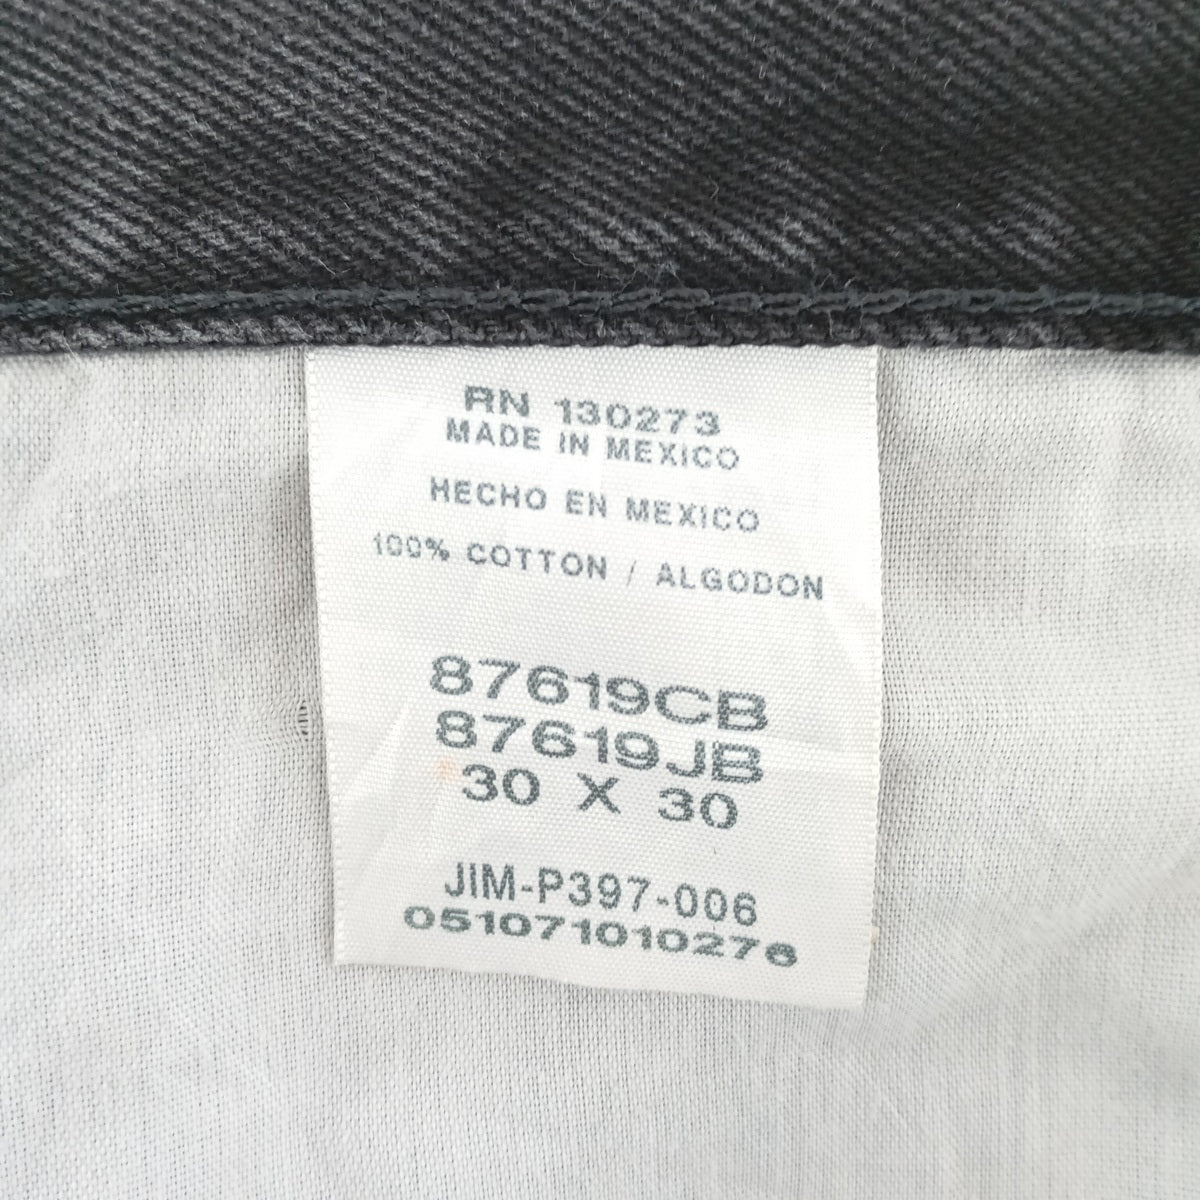 RN 130273
MADE IN MEXICO
HECHO EN MEXICO
100% COTTON / ALGODON
87619CB
87619JB
30 X 30
JIM-P397-006
051071010276